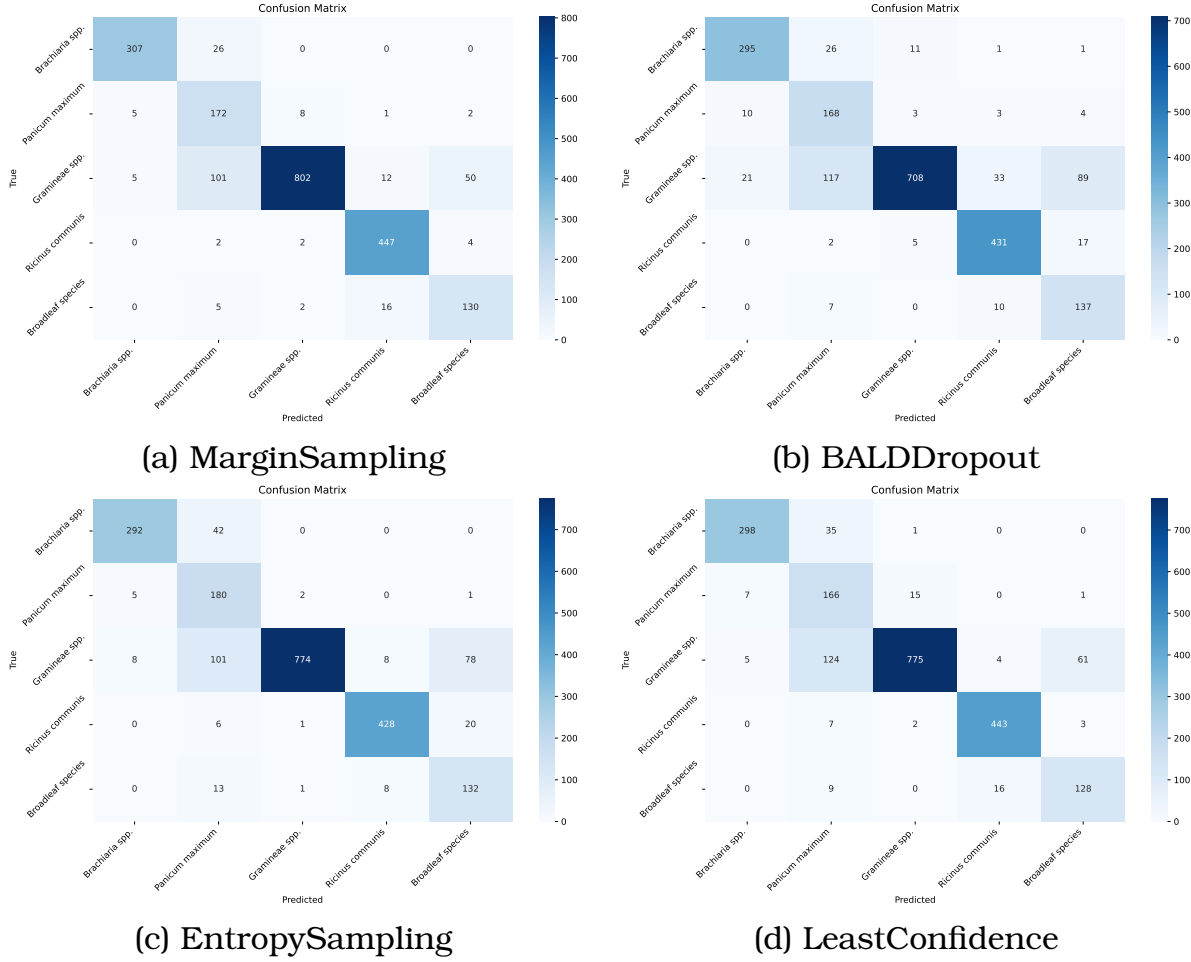 Confusion Matrix
Brachiaria spp. 307 26 0 0 0
Panicum maximum 5 172 8 1 2
Gramineae spp. 5 101 802 12 50
Ricinus communis 0 2 2 447 4
Broadleaf species 0 5 2 16 130
True
Brachiaria spp. Panicum maximum Gramineae spp. Ricinus communis Broadleaf species
Predicted
800
700
600
500
400
300
200
100
0
(a) MarginSampling
Confusion Matrix
Brachiaria spp. 295 26 11 1 1
Panicum maximum 10 168 3 3 4
Gramineae spp. 21 117 708 33 89
Ricinus communis 0 2 5 431 17
Broadleaf species 0 7 0 10 137
True
Brachiaria spp. Panicum maximum Gramineae spp. Ricinus communis Broadleaf species
Predicted
700
600
500
400
300
200
100
0
(b) BALDDropout
Confusion Matrix
Brachiaria spp. 292 42 0 0 0
Panicum maximum 5 180 2 0 1
Gramineae spp. 8 101 774 8 78
Ricinus communis 0 6 1 428 20
Broadleaf species 0 13 1 8 132
True
Brachiaria spp. Panicum maximum Gramineae spp. Ricinus communis Broadleaf species
Predicted
700
600
500
400
300
200
100
0
(c) EntropySampling
Confusion Matrix
Brachiaria spp. 298 35 1 0 0
Panicum maximum 7 166 15 0 1
Gramineae spp. 5 124 775 4 61
Ricinus communis 0 7 2 443 3
Broadleaf species 0 9 0 16 128
True
Brachiaria spp. Panicum maximum Gramineae spp. Ricinus communis Broadleaf species
Predicted
700
600
500
400
300
200
100
0
(d) LeastConfidence